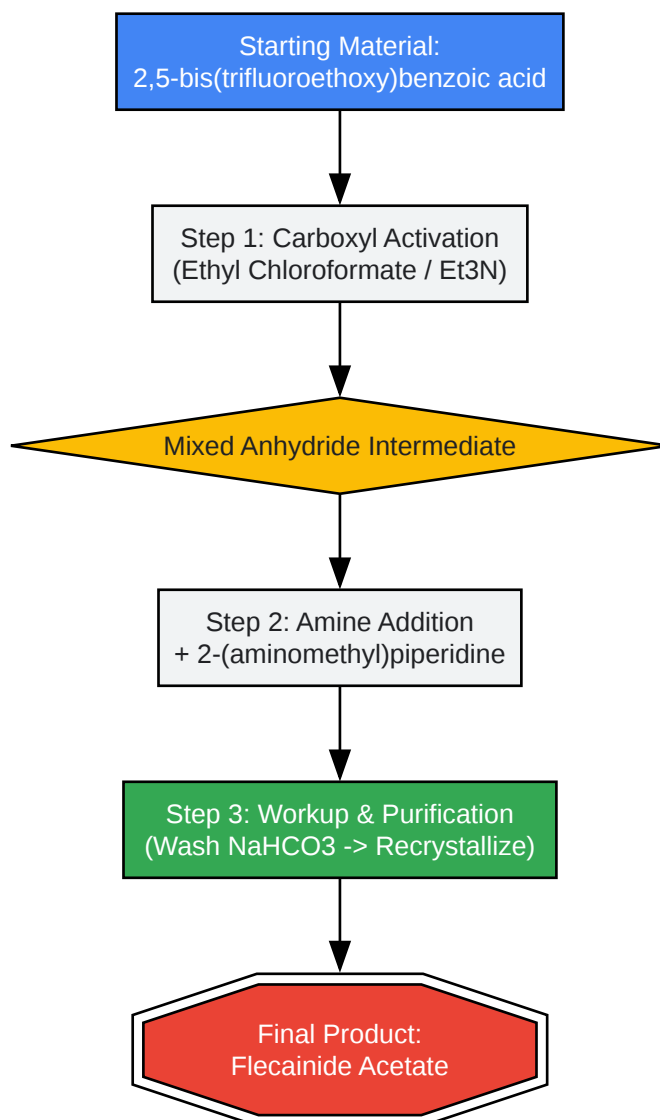 Starting Material:
2,5-bis(trifluoroethoxy)benzoic acid
Step 1: Carboxyl Activation
(Ethyl Chloroformate / Et3N)
Mixed Anhydride Intermediate
Step 2: Amine Addition
+ 2-(aminomethyl)piperidine
Step 3: Workup & Purification
(Wash NaHCO3 -> Recrystallize)
Final Product:
Flecainide Acetate